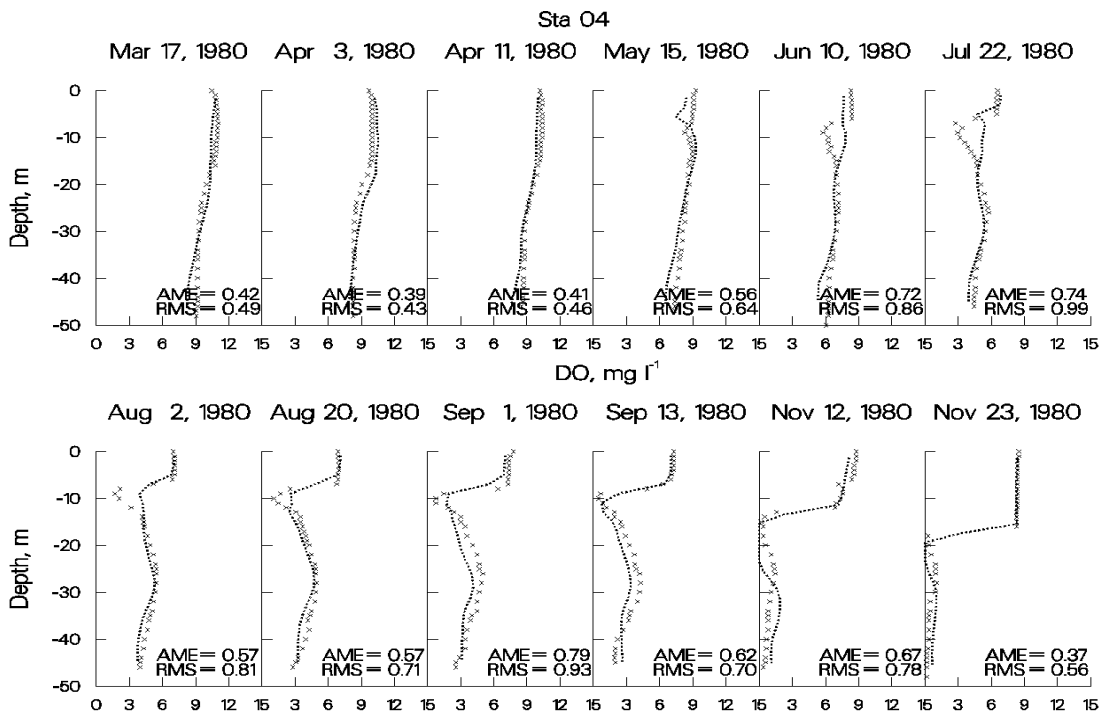 Sta 04
Mar 17, 1980 Apr 3, 1980 Apr 11, 1980 May 15, 1980 Jun 10, 1980 Jul 22, 1980
0
-10
-20
-30
-40
-50
Depth, m
AME = 0.42 AME = 0.39 AME = 0.41 AME = 0.56 AME = 0.72 AME = 0.74
RMS = 0.49 RMS = 0.43 RMS = 0.46 RMS = 0.64 RMS = 0.86 RMS = 0.99
0 3 6 9 12 15 3 6 9 12 15 3 6 9 12 15 3 6 9 12 15 3 6 9 12 15 3 6 9 12 15
DO, mg l⁻¹
Aug 2, 1980 Aug 20, 1980 Sep 1, 1980 Sep 13, 1980 Nov 12, 1980 Nov 23, 1980
0
-10
-20
-30
-40
-50
Depth, m
AME = 0.57 AME = 0.57 AME = 0.79 AME = 0.62 AME = 0.67 AME = 0.37
RMS = 0.81 RMS = 0.71 RMS = 0.93 RMS = 0.70 RMS = 0.78 RMS = 0.56
0 3 6 9 12 15 3 6 9 12 15 3 6 9 12 15 3 6 9 12 15 3 6 9 12 15 3 6 9 12 15